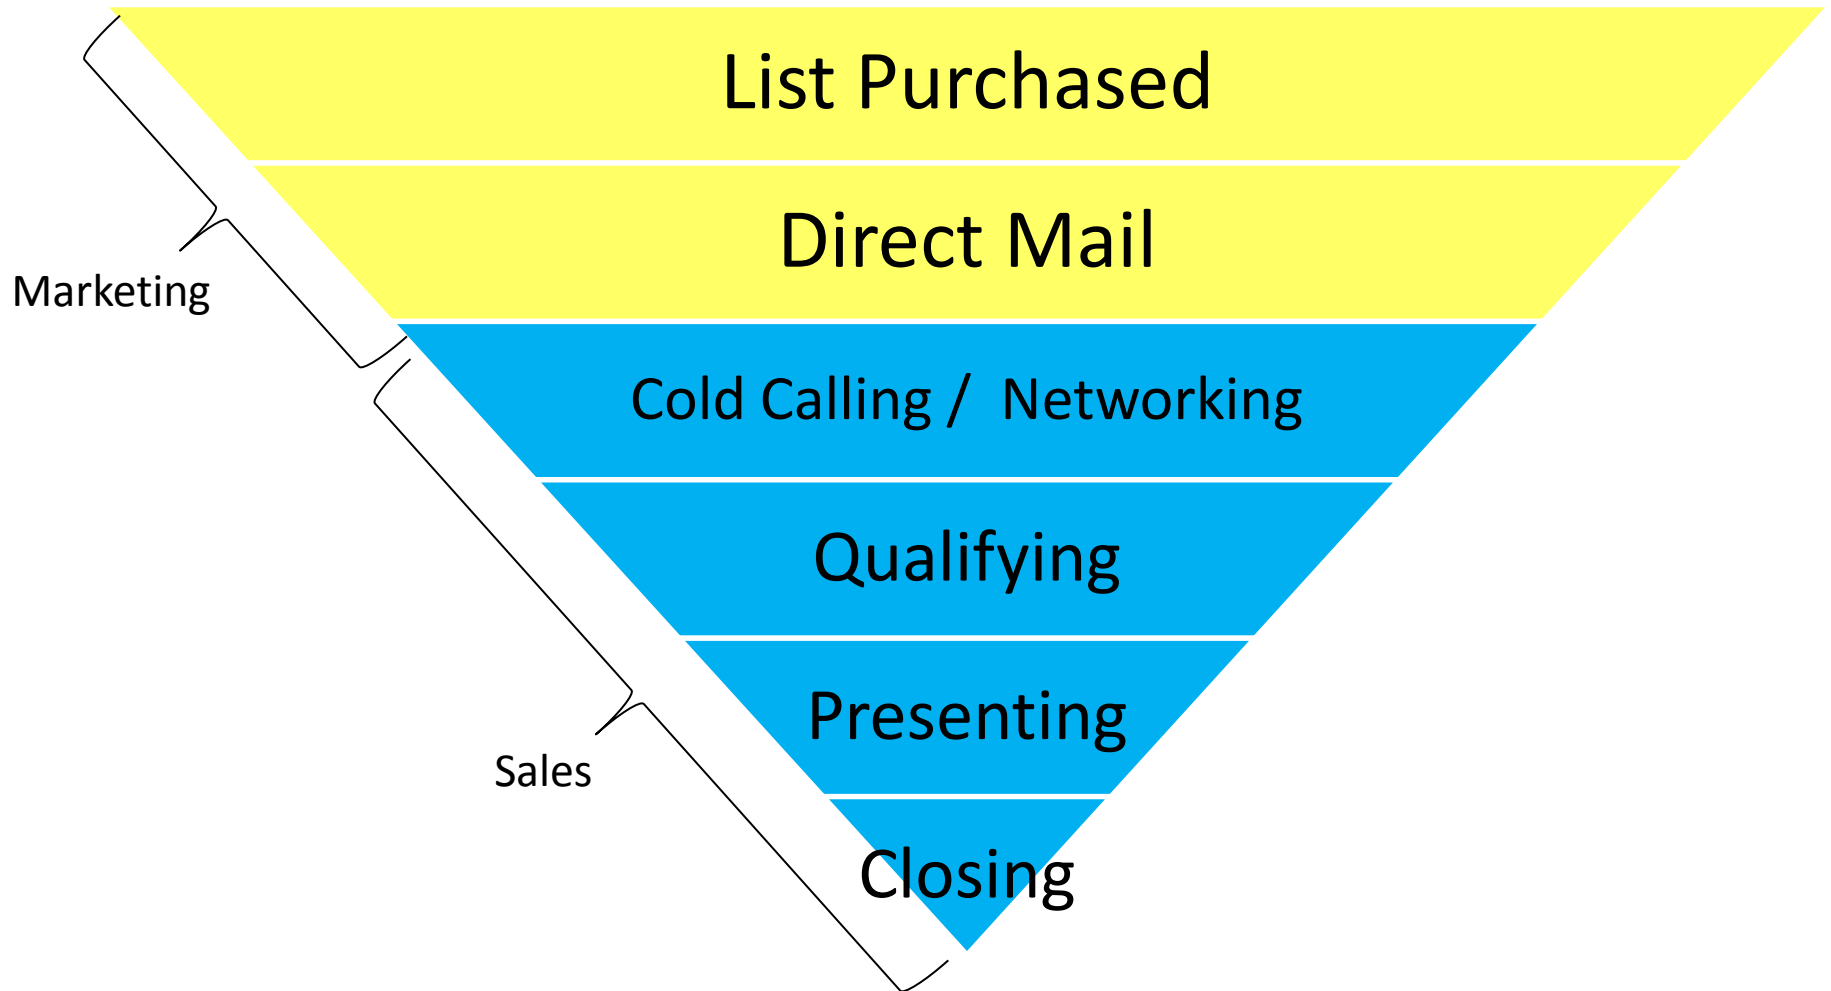 List Purchased
Direct Mail
Marketing
Cold Calling /  Networking
Qualifying
Presenting
Sales
Closing